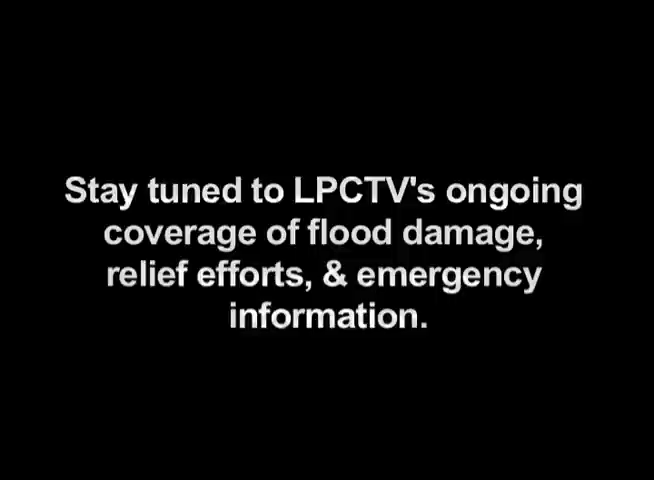 Stay tuned to LPCTV's ongoing
coverage of flood damage,
relief efforts, & emergency
information.